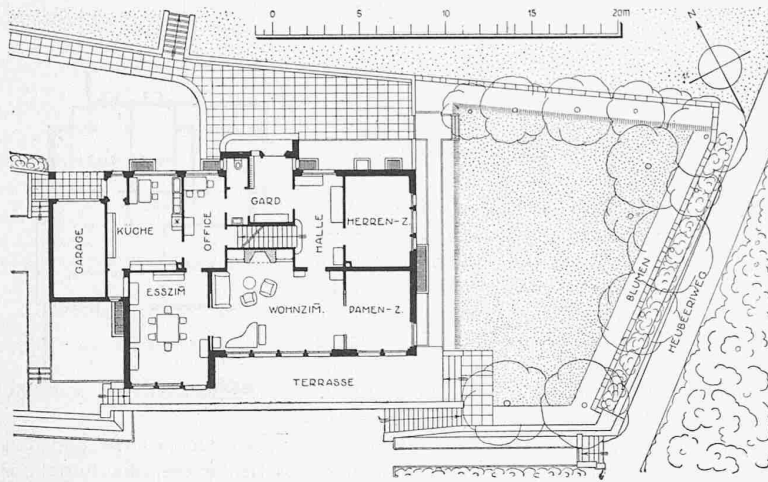 0 5 10 15 20m
N
GARD
HERREN-Z.
GARAGE
KÜCHE
OFFICE
HALLE
ESSZIM̄
WOHNZIM̄.
DAMEN-Z.
TERRASSE
BLUMEN
HEUBEERIWEG